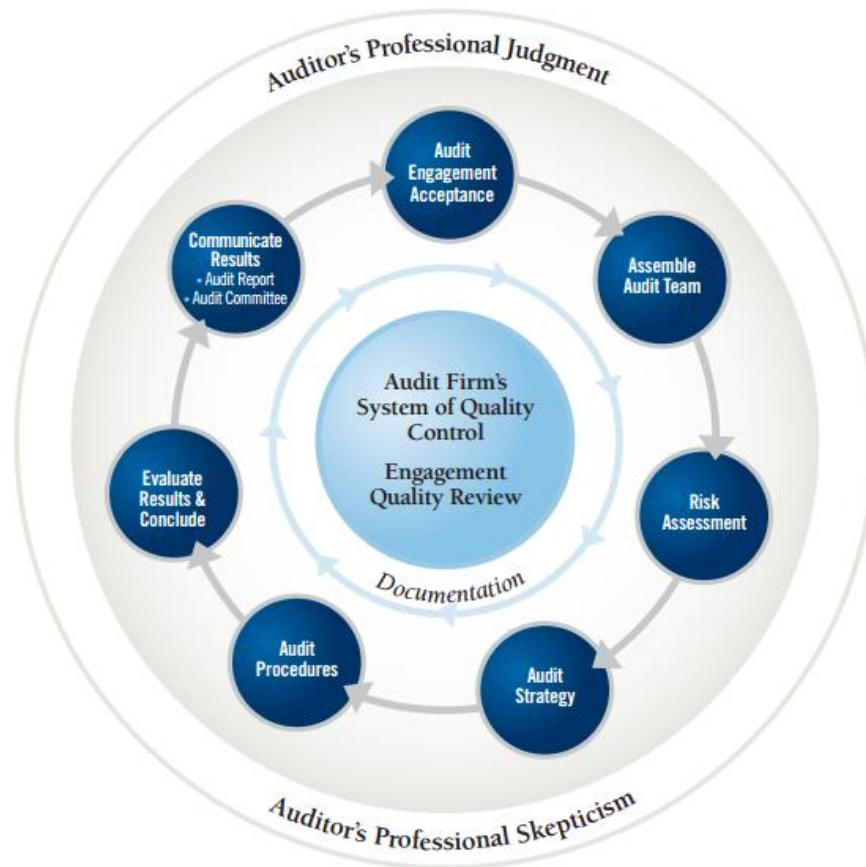 Auditor's Professional Judgment
Audit
Engagement
Acceptance
Assemble
Audit Team
Risk
Assessment
Audit
Strategy
Audit
Procedures
Evaluate
Results &
Conclude
Communicate
Results
• Audit Report
• Audit Committee
Audit Firm's
System of Quality
Control
Engagement
Quality Review
Documentation
Auditor's Professional Skepticism